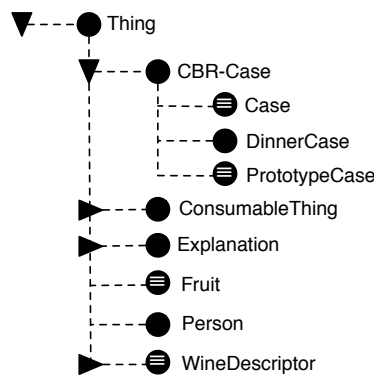 Thing
CBR-Case
Case
DinnerCase
PrototypeCase
ConsumableThing
Explanation
Fruit
Person
WineDescriptor